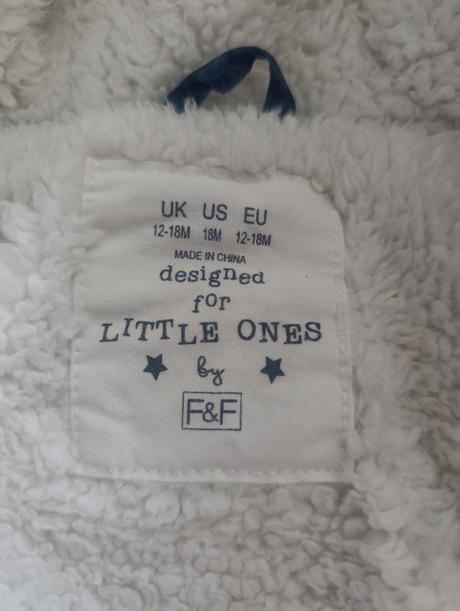 UK US EU
12-18M 18M 12-18M
MADE IN CHINA
designed
for
LITTLE ONES
by
F&F